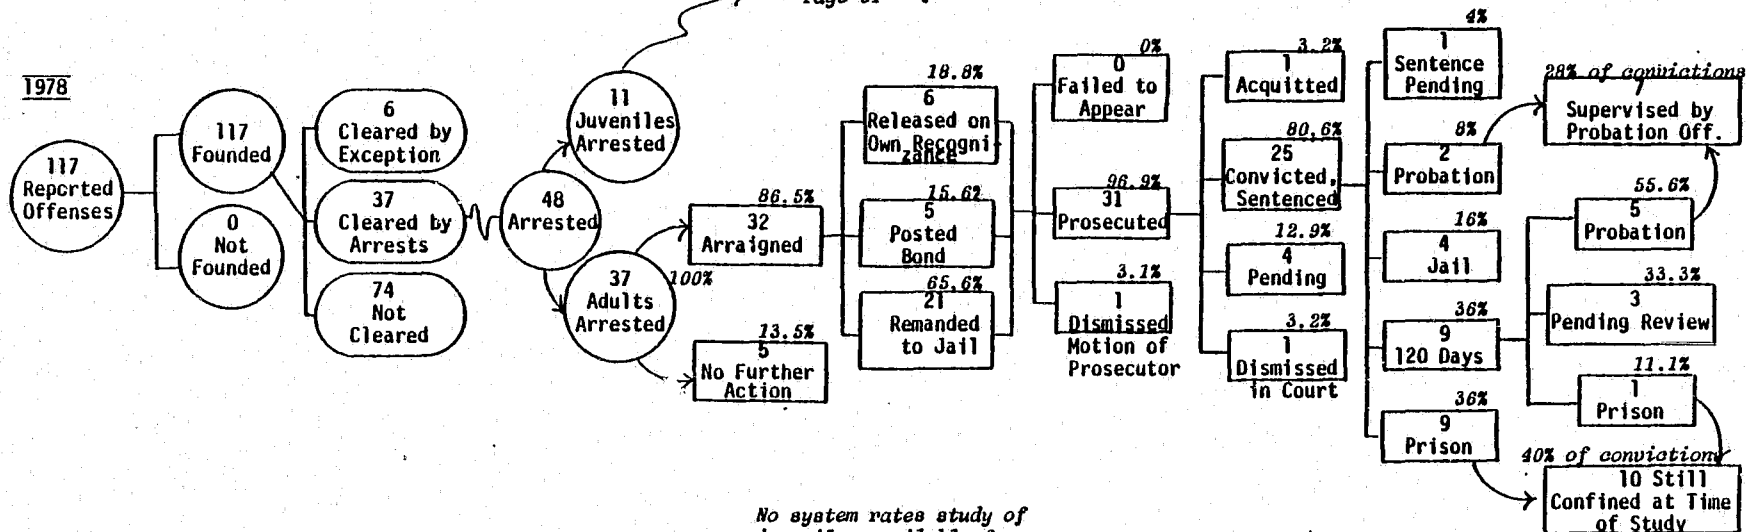 1978
117
Reported
Offenses
117
Founded
0
Not
Founded
6
Cleared by
Exception
37
Cleared by
Arrests
74
Not
Cleared
48
Arrested
11
Juveniles
Arrested
37
Adults
Arrested
100%
86.5%
32
Arraigned
13.5%
5
No Further
Action
18.8%
6
Released on
Own Recogni-
zance
15.6%
5
Posted
Bond
65.6%
21
Remanded
to Jail
0%
0
Failed to
Appear
96.9%
31
Prosecuted
3.1%
1
Dismissed
Motion of
Prosecutor
3.2%
1
Acquitted
80,6%
25
Convicted,
Sentenced
12.9%
4
Pending
3.2%
1
Dismissed
in Court
4%
1
Sentence
Pending
8%
2
Probation
16%
4
Jail
36%
9
120 Days
36%
9
Prison
28% of convictions
7
Supervised by
Probation Off.
55.6%
5
Probation
33.3%
3
Pending Review
11.1%
1
Prison
40% of convictions
10 Still
Confined at Time
of Study
No system rates study of